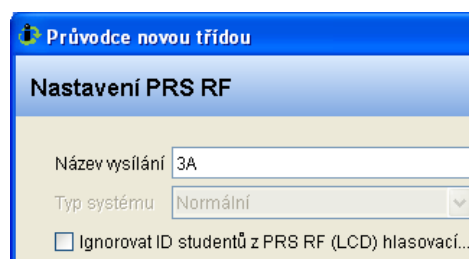 Průvodce novou třídou
Nastavení PRS RF
Název vysílání 3A
Typ systému Normální
Ignorovat ID studentů z PRS RF (LCD) hlasovací...